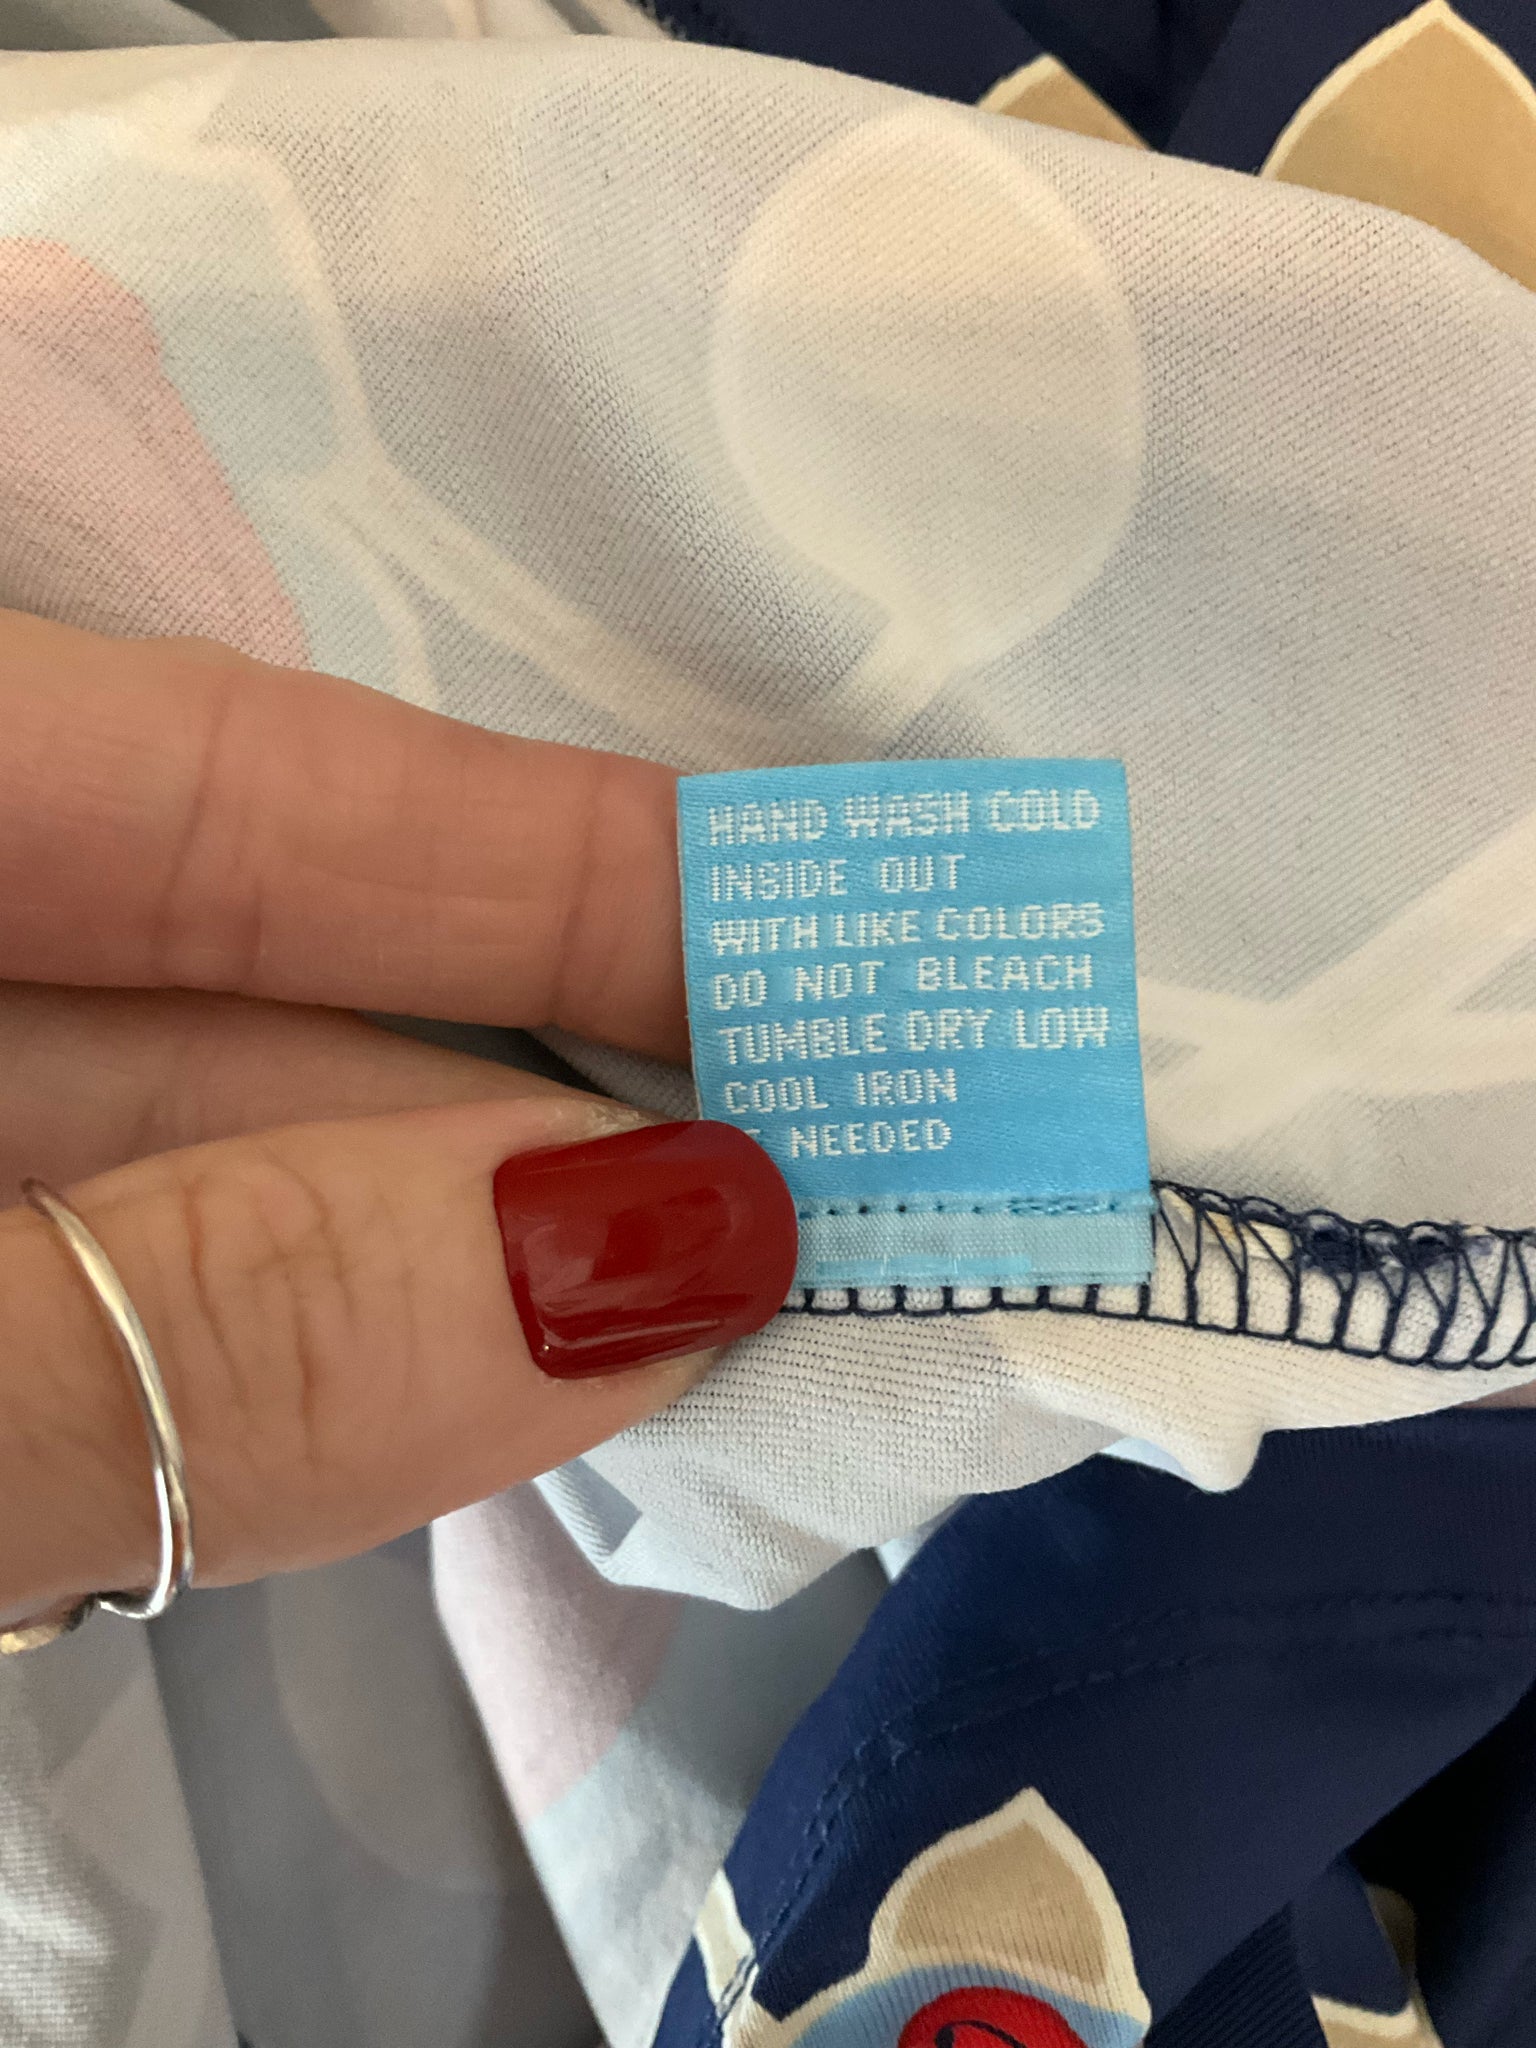 HAND WASH COLD
INSIDE OUT
WITH LIKE COLORS
DO NOT BLEACH
TUMBLE DRY LOW
COOL IRON
NEEDED